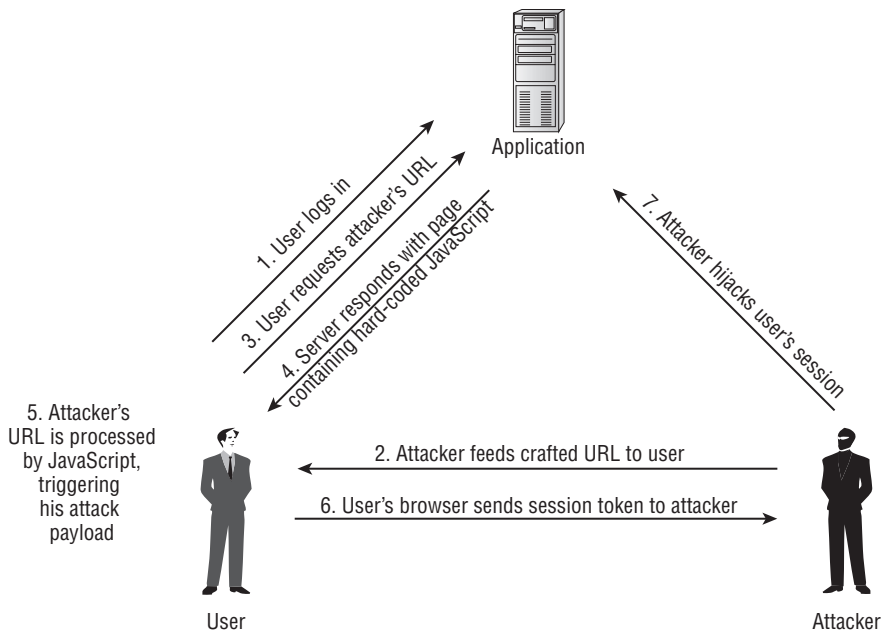 Application
1. User logs in
3. User requests attacker's URL
4. Server responds with page
containing hard-coded JavaScript
7. Attacker hijacks user's session
5. Attacker's
URL is processed
by JavaScript,
triggering
his attack
payload
2. Attacker feeds crafted URL to user
6. User's browser sends session token to attacker
User
Attacker